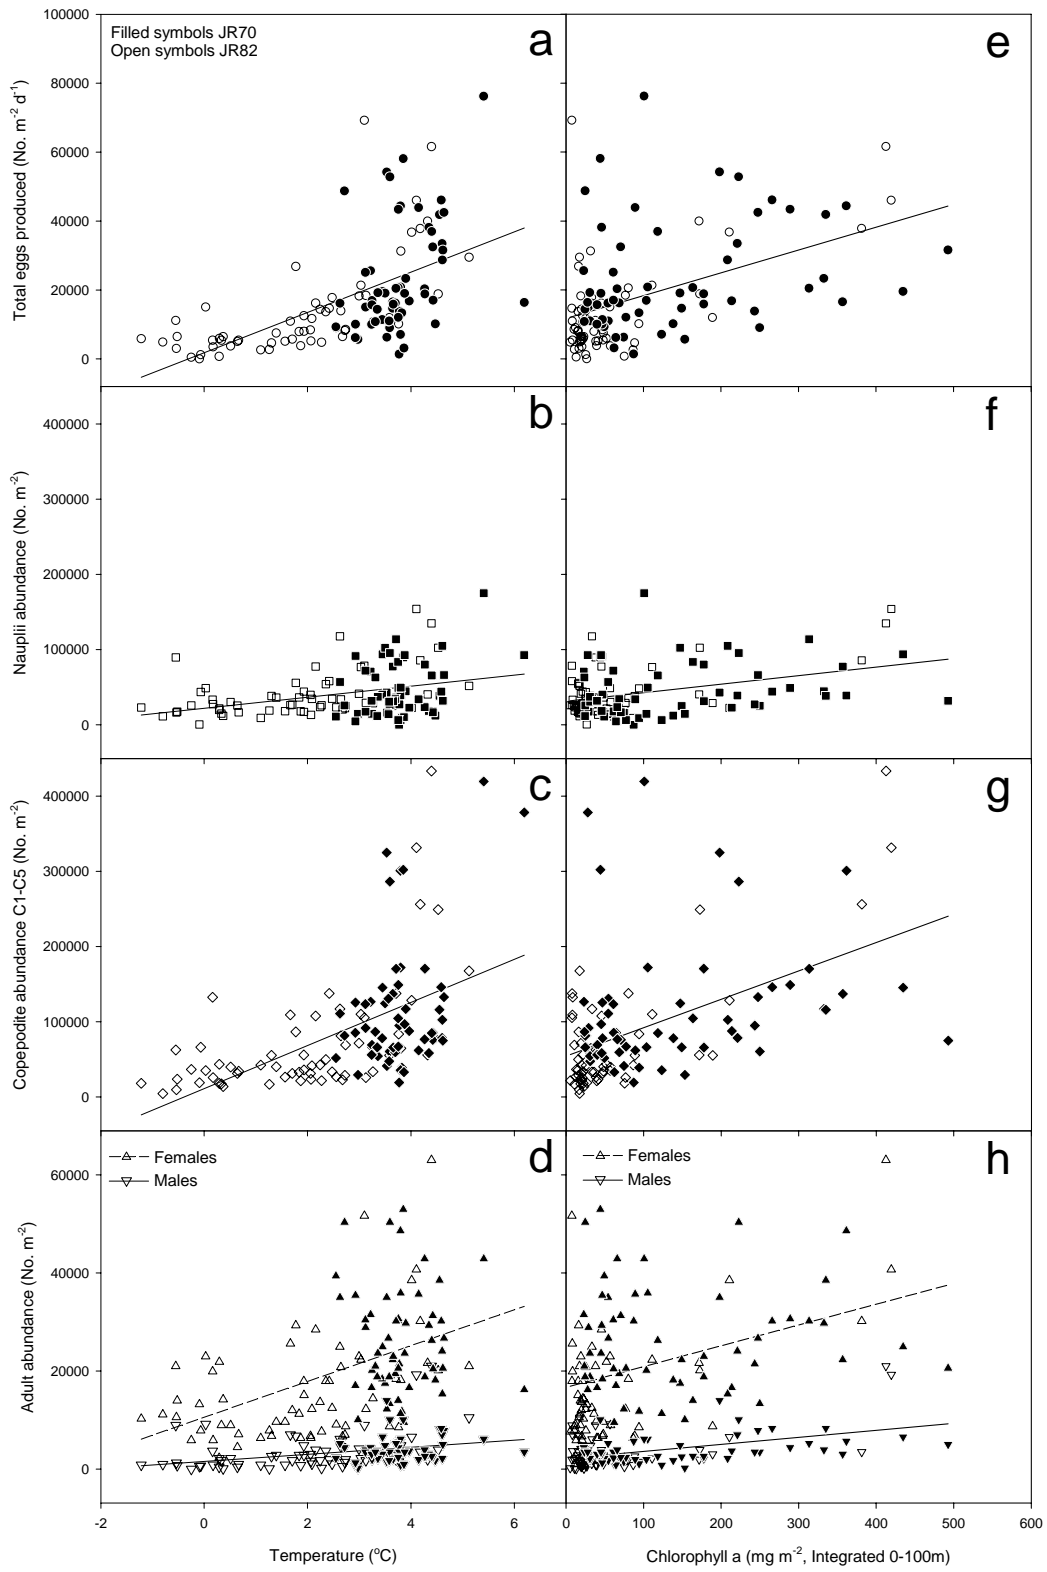 Filled symbols JR70
Open symbols JR82
a
e
100000
80000
60000
40000
20000
0
Total eggs produced (No. m⁻² d⁻¹)
b
f
400000
300000
200000
100000
0
Nauplii abundance (No. m⁻²)
c
g
400000
300000
200000
100000
0
Copepodite abundance C1-C5 (No. m⁻²)
Females
Males
d
Females
Males
h
60000
40000
20000
0
Adult abundance (No. m⁻²)
-2 0 2 4 6
0 100 200 300 400 500 600
Temperature (ºC)
Chlorophyll a (mg m⁻², Integrated 0-100m)